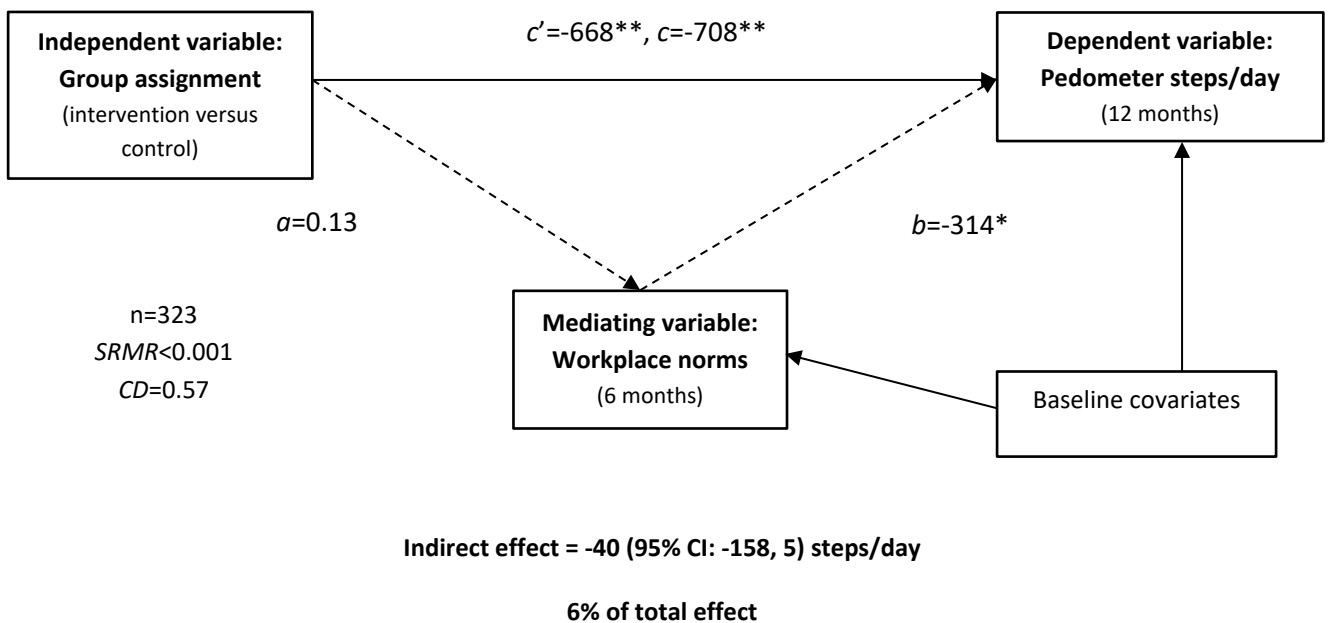 Independent variable:
Group assignment
(intervention versus
control)
c’=-668**, c=-708**
Dependent variable:
Pedometer steps/day
(12 months)
a=0.13
b=-314*
n=323
SRMR<0.001
CD=0.57
Mediating variable:
Workplace norms
(6 months)
Baseline covariates
Indirect effect = -40 (95% CI: -158, 5) steps/day
6% of total effect